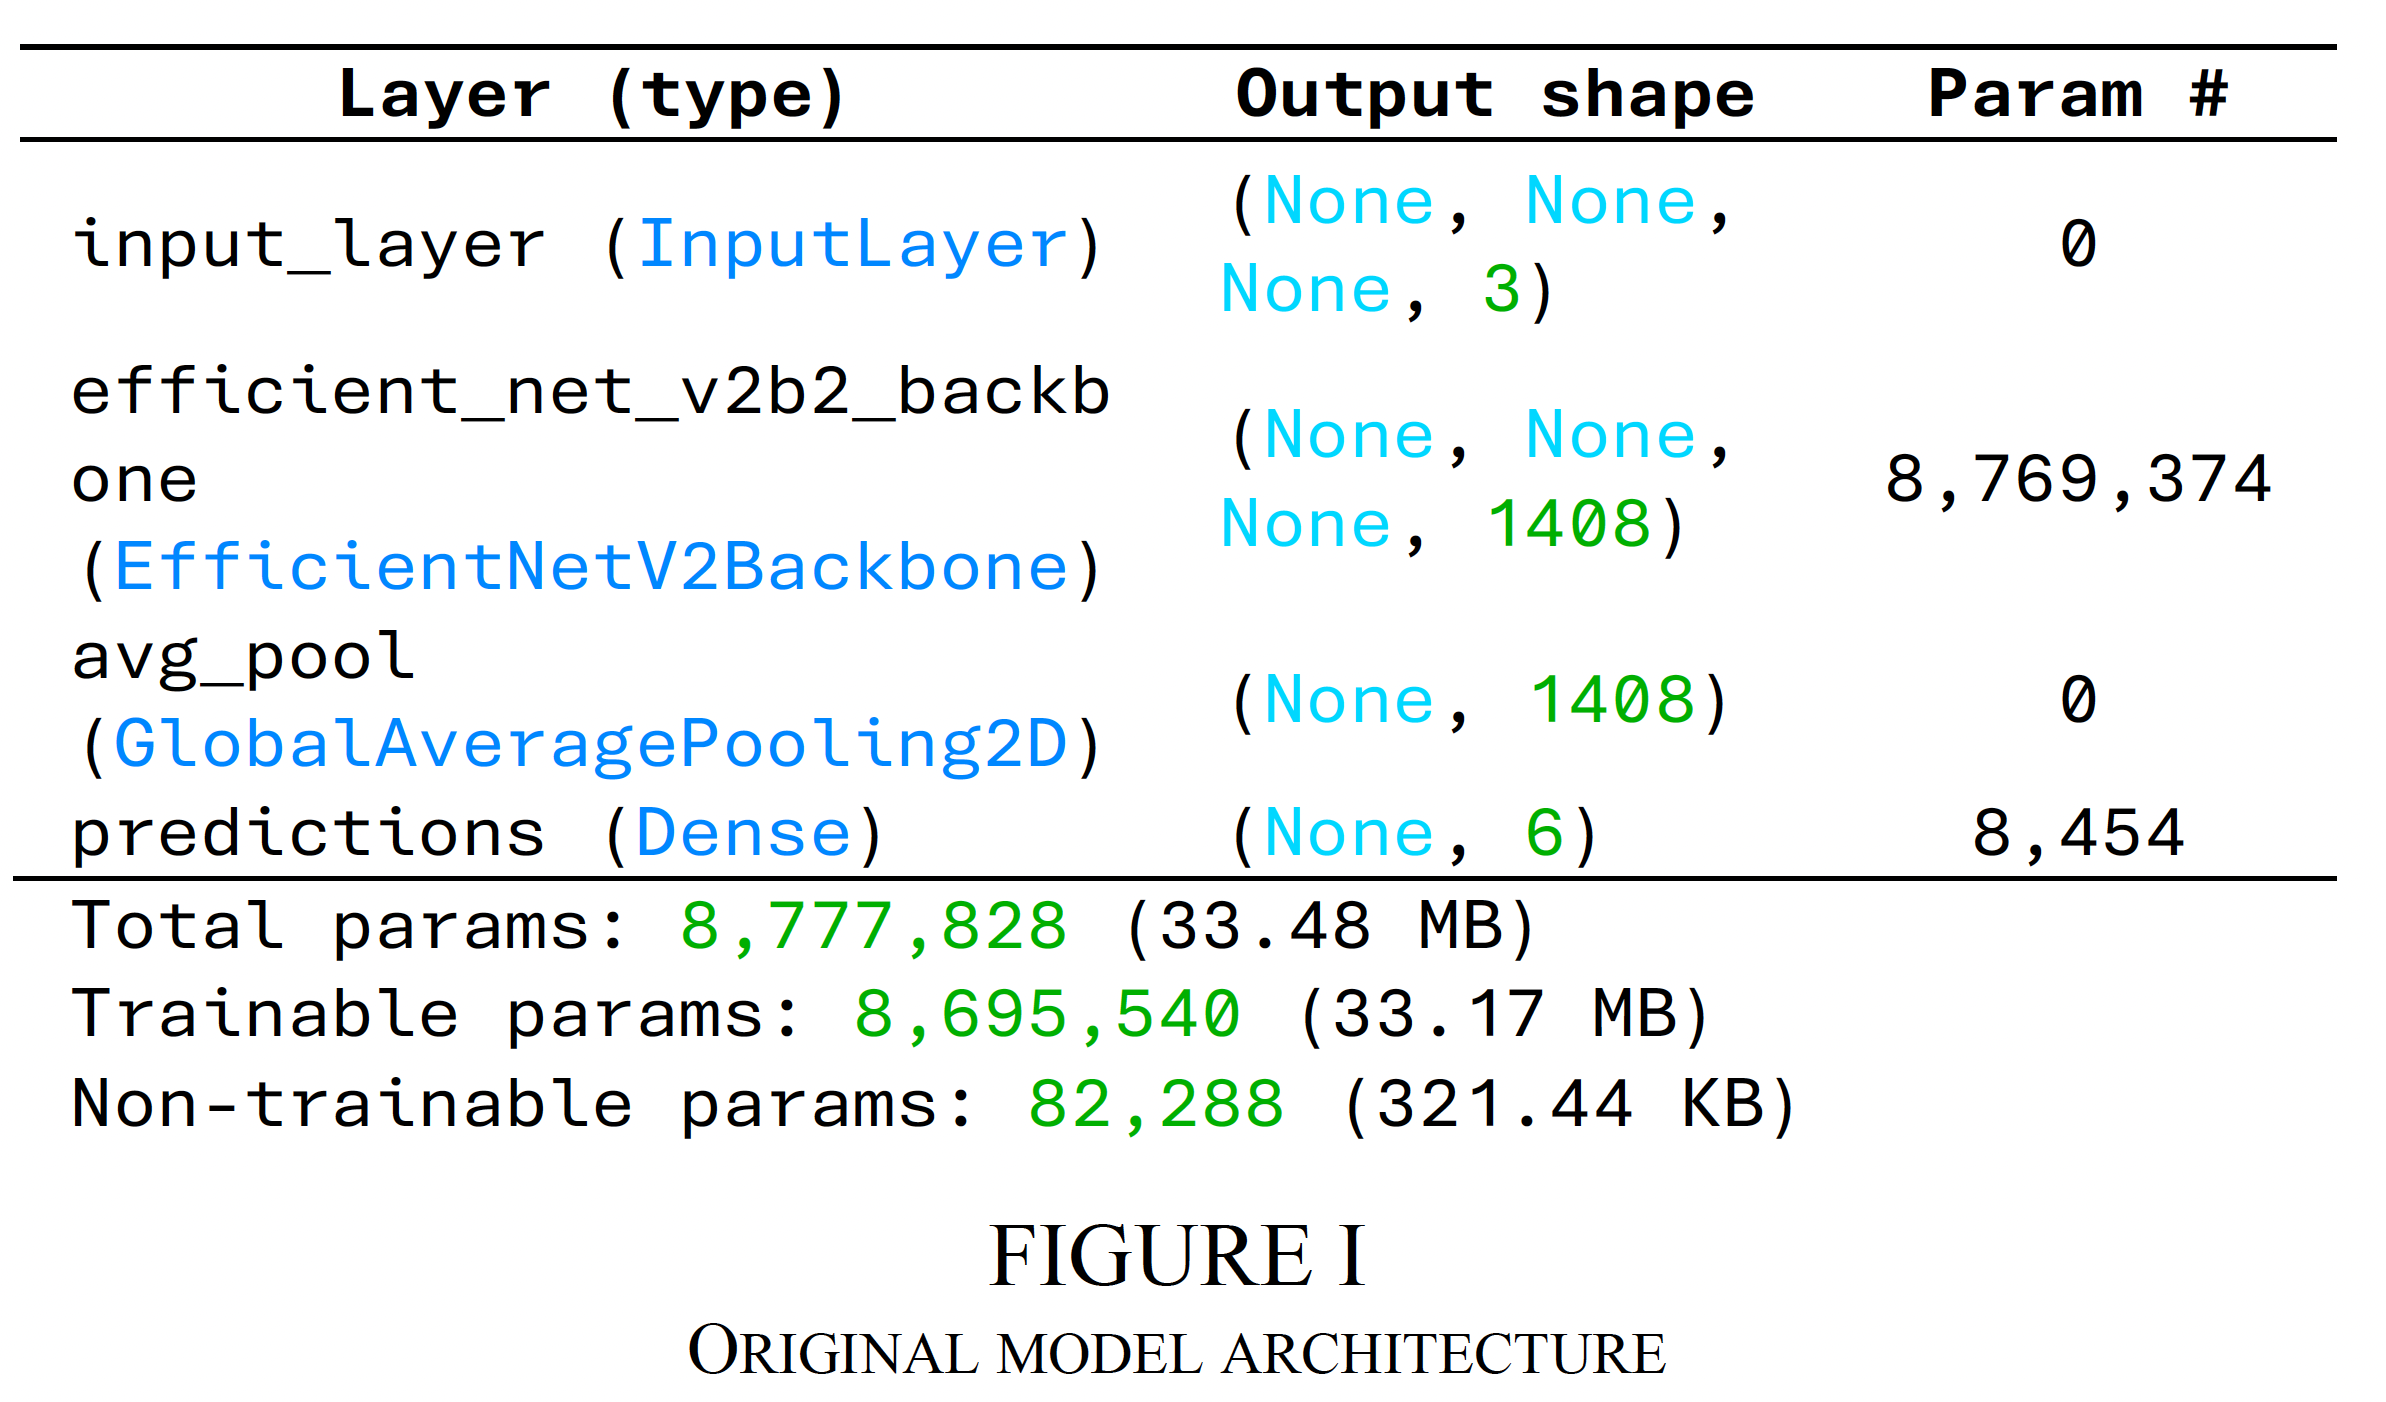 Layer (type) Output shape Param #
input_layer (InputLayer) (None, None, None, 3) 0
efficient_net_v2b2_backb
one
(EfficientNetV2Backbone) (None, None, None, 1408) 8,769,374
avg_pool
(GlobalAveragePooling2D) (None, 1408) 0
predictions (Dense) (None, 6) 8,454
Total params: 8,777,828 (33.48 MB)
Trainable params: 8,695,540 (33.17 MB)
Non-trainable params: 82,288 (321.44 KB)
FIGURE I
ORIGINAL MODEL ARCHITECTURE